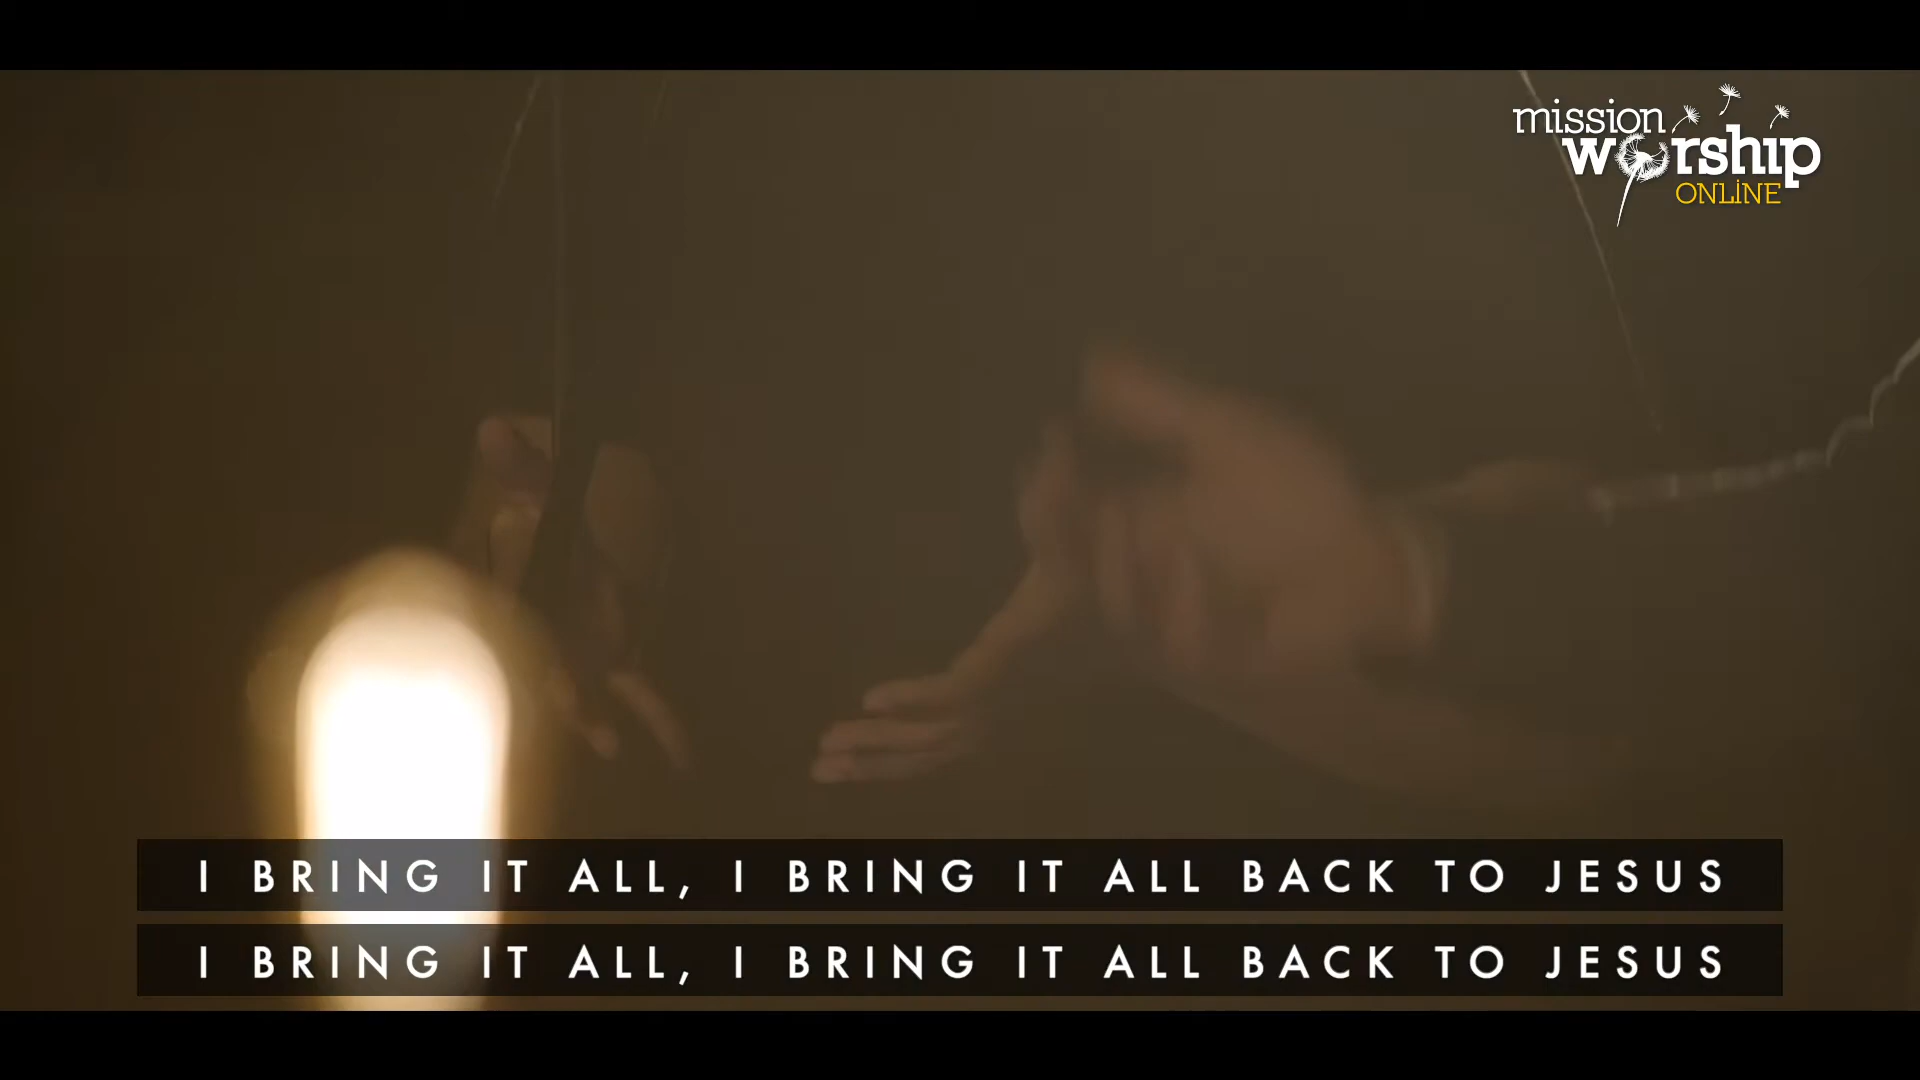 mission
worship
ONLINE
I BRING IT ALL, I BRING IT ALL BACK TO JESUS
I BRING IT ALL, I BRING IT ALL BACK TO JESUS